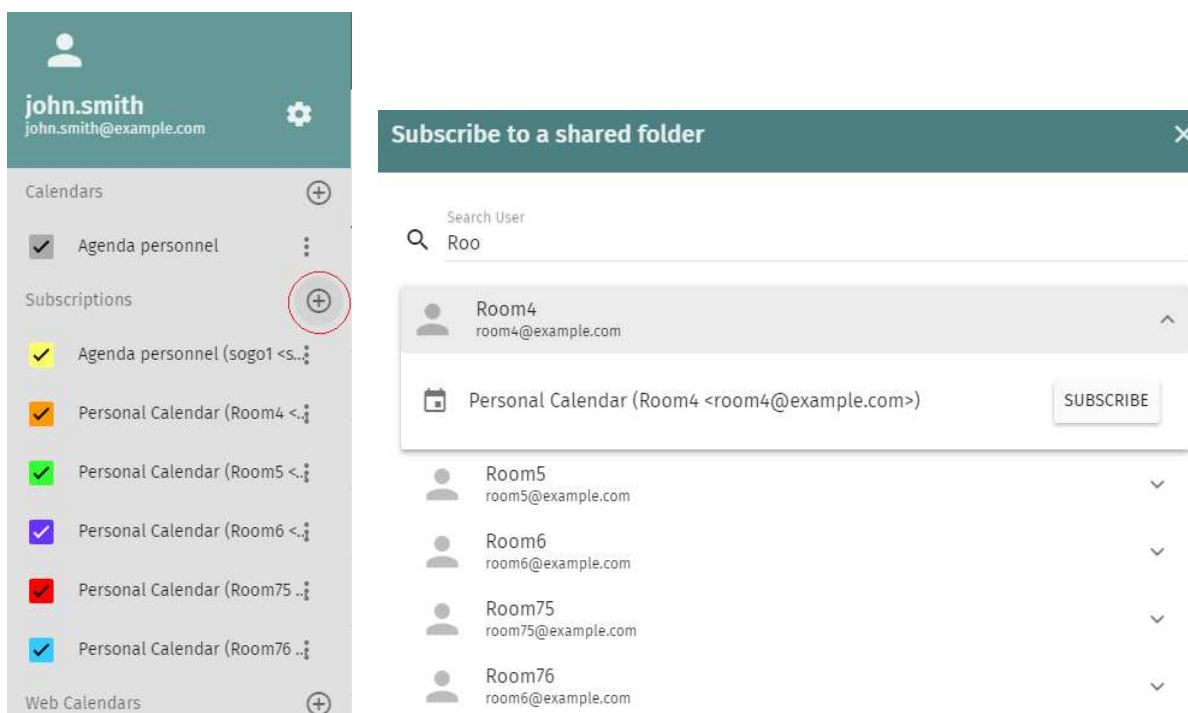 john.smith
john.smith@example.com
Calendars
Agenda personnel
Subscriptions
Agenda personnel (sogo1 <s...
Personal Calendar (Room4 <..
Personal Calendar (Room5 <..
Personal Calendar (Room6 <..
Personal Calendar (Room75 ..
Personal Calendar (Room76 ..
Web Calendars
Subscribe to a shared folder
Search User
Roo
Room4
room4@example.com
Personal Calendar (Room4 <room4@example.com>)
SUBSCRIBE
Room5
room5@example.com
Room6
room6@example.com
Room75
room75@example.com
Room76
room6@example.com